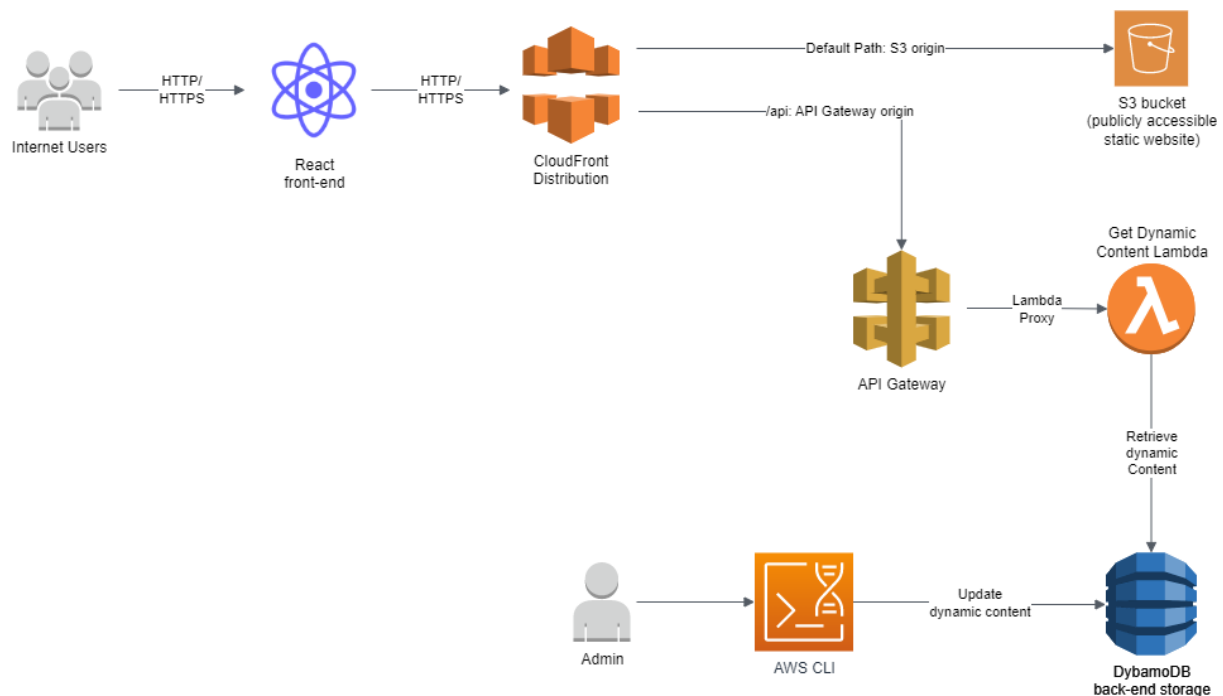 Internet Users
HTTP/
HTTPS
React
front-end
HTTP/
HTTPS
CloudFront
Distribution
Default Path: S3 origin
/api: API Gateway origin
S3 bucket
(publicly accessible
static website)
API Gateway
Lambda
Proxy
Get Dynamic
Content Lambda
Retrieve
dynamic
Content
Admin
AWS CLI
Update
dynamic content
DybamoDB
back-end storage